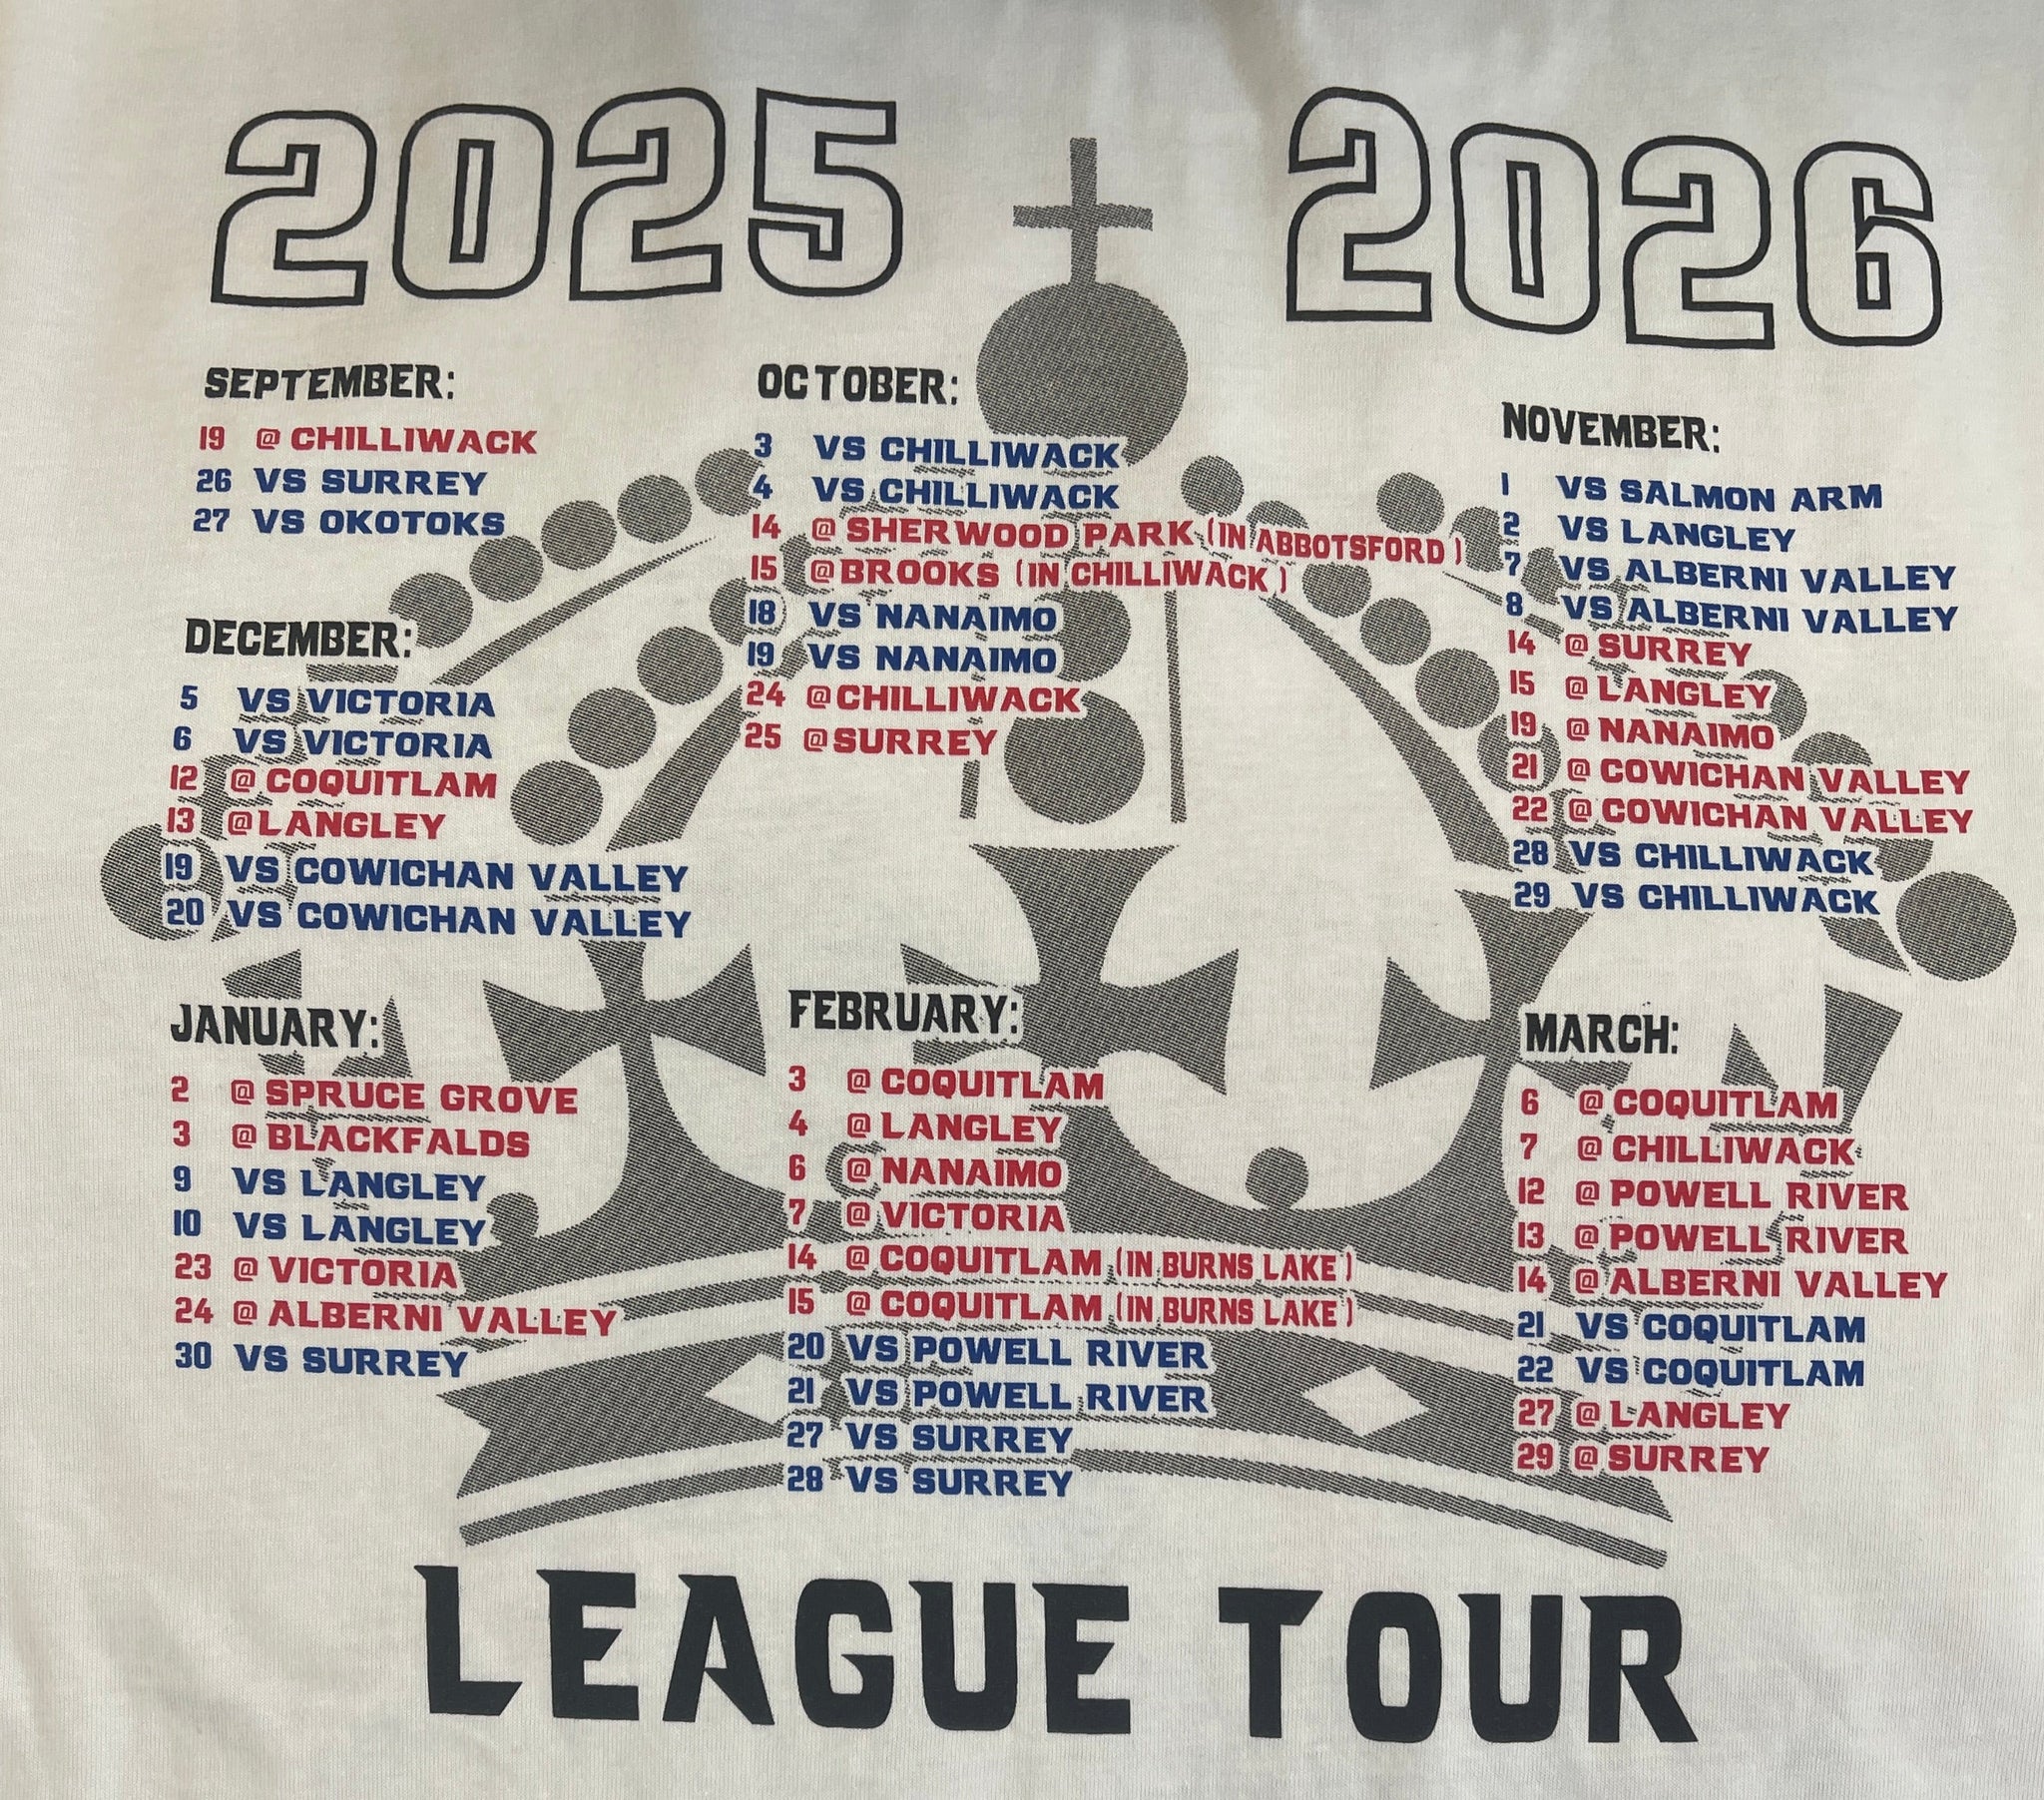 2025 2026
SEPTEMBER:
19 @ CHILLIWACK
26 VS SURREY
27 VS OKOTOKS
OCTOBER:
3 VS CHILLIWACK
4 VS CHILLIWACK
14 @ SHERWOOD PARK (IN ABBOTSFORD)
15 @BROOKS (IN CHILLIWACK)
18 VS NANAIMO
19 VS NANAIMO
24 @CHILLIWACK
25 @SURREY
NOVEMBER:
1 VS SALMON ARM
2 VS LANGLEY
7 VS ALBERNI VALLEY
8 VS ALBERNI VALLEY
14 @ SURREY
15 @ LANGLEY
19 @ NANAIMO
21 @ COWICHAN VALLEY
22 @ COWICHAN VALLEY
28 VS CHILLIWACK
29 VS CHILLIWACK
DECEMBER:
5 VS VICTORIA
6 VS VICTORIA
12 @ COQUITLAM
13 @LANGLEY
19 VS COWICHAN VALLEY
20 VS COWICHAN VALLEY
JANUARY:
2 @ SPRUCE GROVE
3 @ BLACKFALDS
9 VS LANGLEY
10 VS LANGLEY
23 @ VICTORIA
24 @ ALBERNI VALLEY
30 VS SURREY
FEBRUARY:
3 @ COQUITLAM
4 @ LANGLEY
6 @ NANAIMO
7 @ VICTORIA
14 @ COQUITLAM (IN BURNS LAKE)
15 @ COQUITLAM (IN BURNS LAKE)
20 VS POWELL RIVER
21 VS POWELL RIVER
27 VS SURREY
28 VS SURREY
MARCH:
6 @ COQUITLAM
7 @ CHILLIWACK
12 @ POWELL RIVER
13 @ POWELL RIVER
14 @ ALBERNI VALLEY
21 VS COQUITLAM
22 VS COQUITLAM
27 @ LANGLEY
29 @ SURREY
LEAGUE TOUR